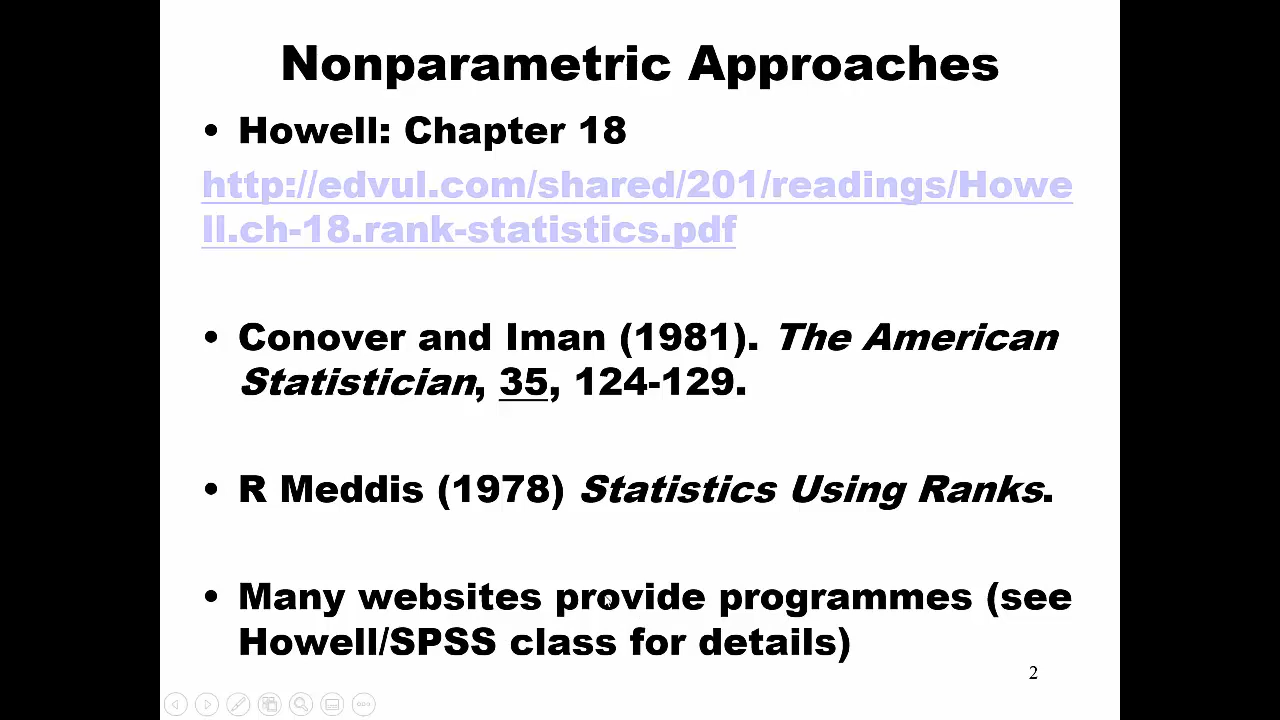 Nonparametric Approaches
• Howell: Chapter 18
http://edvul.com/shared/201/readings/Howe
ll.ch-18.rank-statistics.pdf
• Conover and Iman (1981). The American
Statistician, 35, 124-129.
• R Meddis (1978) Statistics Using Ranks.
• Many websites provide programmes (see
Howell/SPSS class for details)
2